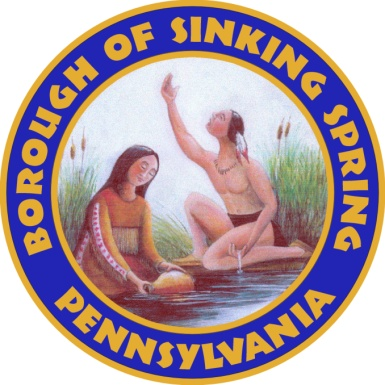 BOROUGH OF SINKING SPRING
PENNSYLVANIA